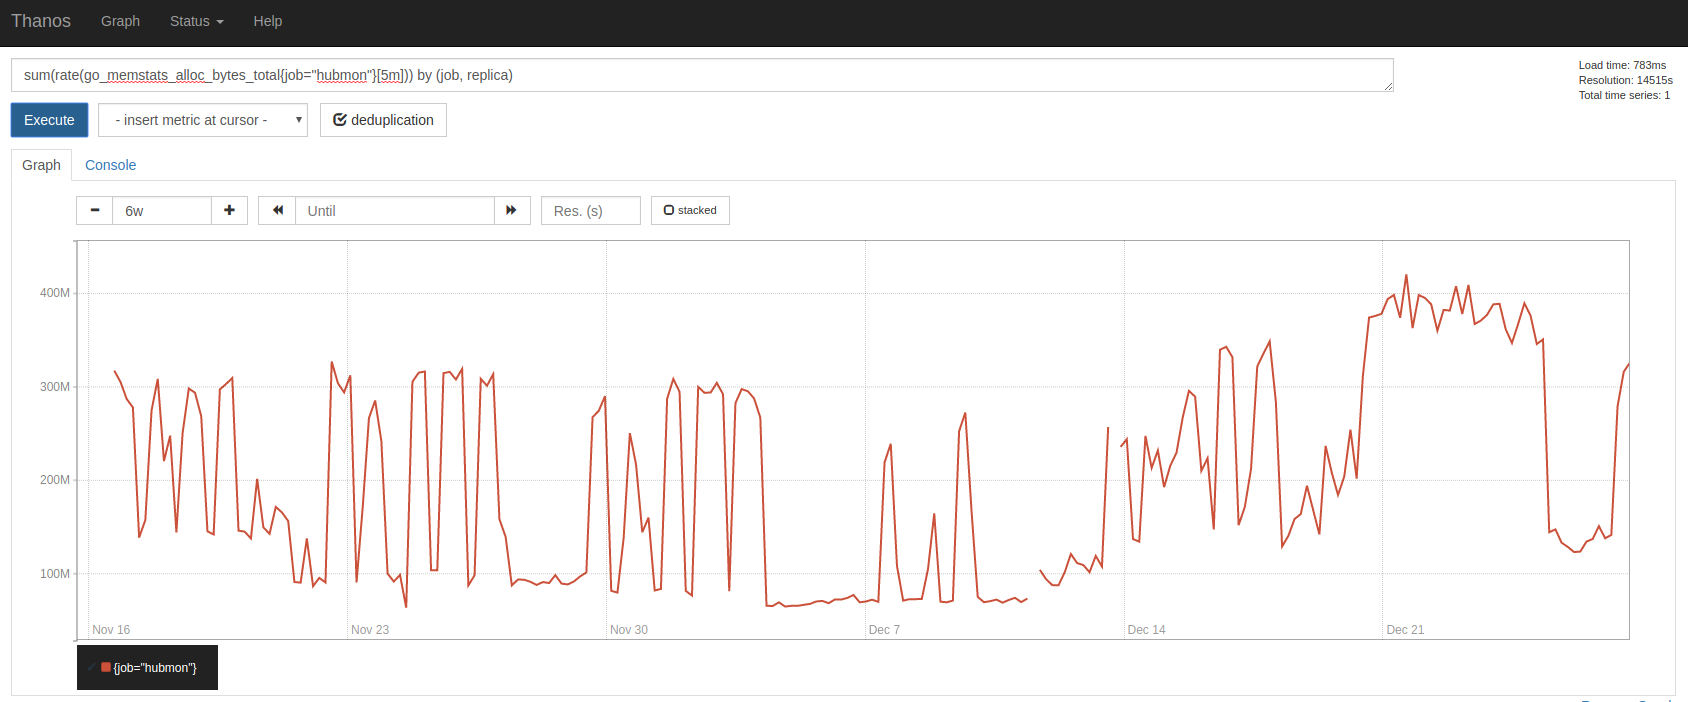 Thanos Graph Status Help
sum(rate(go_memstats_alloc_bytes_total{job="hubmon"}[5m])) by (job, replica)
Load time: 783ms
Resolution: 14515s
Total time series: 1
Execute - insert metric at cursor - deduplication
Graph Console
6w Until Res. (s) stacked
400M
300M
200M
100M
Nov 16 Nov 23 Nov 30 Dec 7 Dec 14 Dec 21
{job="hubmon"}